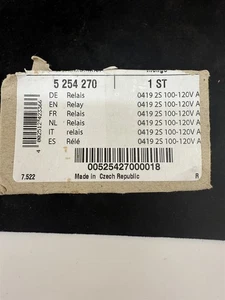 5 254 270 1 ST
DE Relais 0419 2S 100-120V A
EN Relay 0419 2S 100-120V A
FR Relais 0419 2S 100-120V A
NL Relais 0419 2S 100-120V A
IT relais 0419 2S 100-120V A
ES Relé 0419 2S 100-120V A
00525427000018
7.522 Made in Czech Republic R